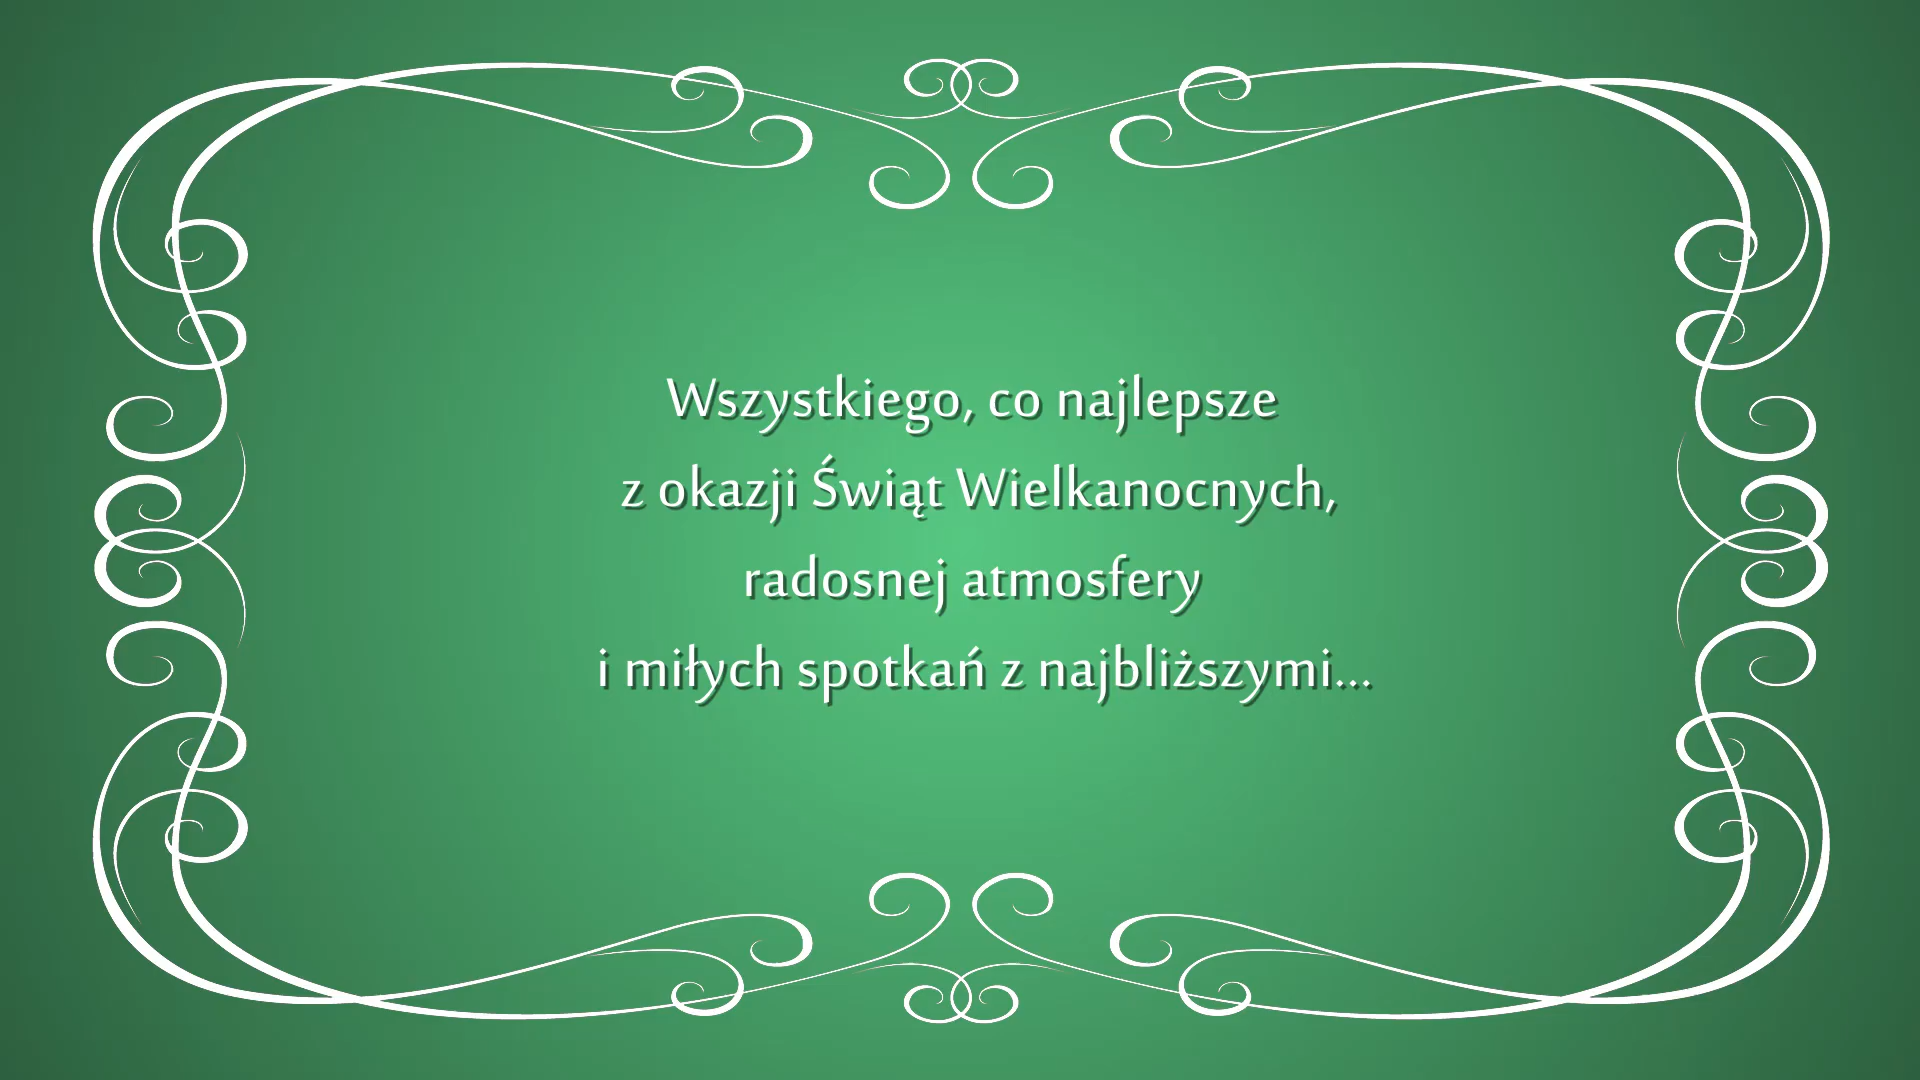 Wszystkiego, co najlepsze
z okazji Świąt Wielkanocnych,
radosnej atmosfery
i miłych spotkań z najbliższymi...